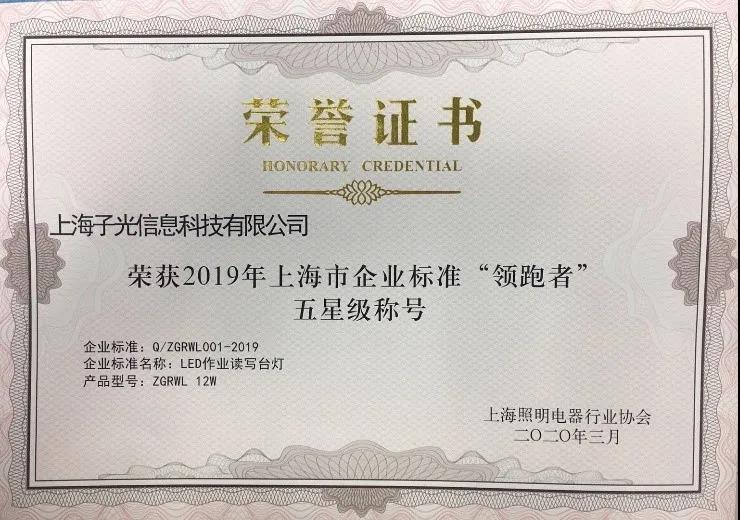 荣誉证书
HONORARY CREDENTIAL
上海子光信息科技有限公司
荣获2019年上海市企业标准“领跑者”
五星级称号
企业标准：Q/ZGRWL001-2019
企业标准名称：LED作业读写台灯
产品型号：ZGRWL 12W
上海照明电器行业协会
二〇二〇年三月